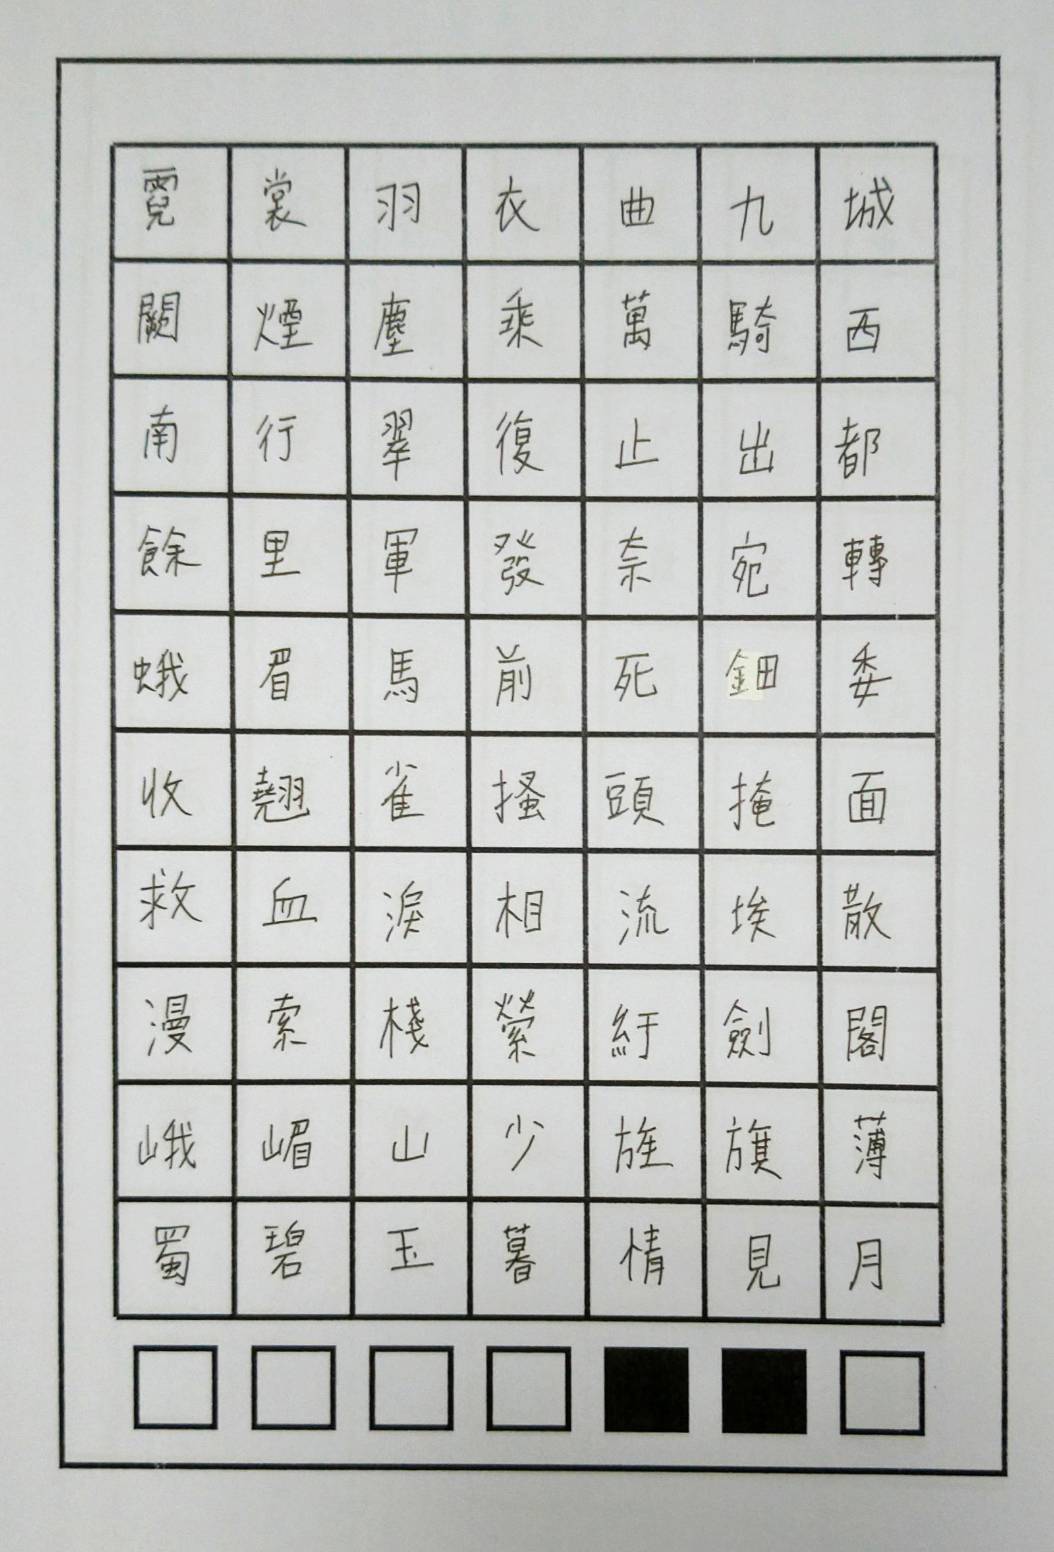 霓裳羽衣曲九城
闕煙塵乘萬騎西
南行翠復止出都
餘里軍發奈宛轉
蛾眉馬前死鈿委
收翹雀搔頭掩面
救血淚相流埃散
漫索棧縈紆劍閣
峨嵋山少旌旗薄
蜀碧玉暮情見月